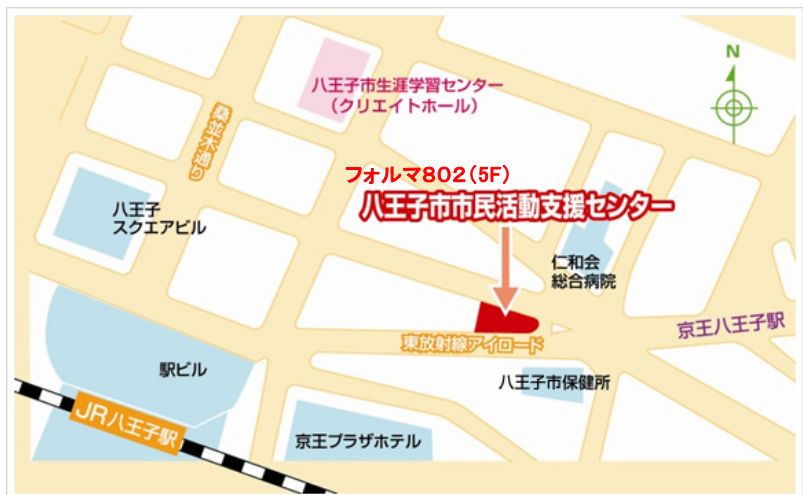 N
八王子市生涯学習センター
(クリエイトホール)
桑並木通り
フォルマ802(5F)
八王子市市民活動支援センター
八王子
スクエアビル
仁和会
総合病院
京王八王子駅
東放射線アイロード
駅ビル
八王子市保健所
JR八王子駅
京王プラザホテル